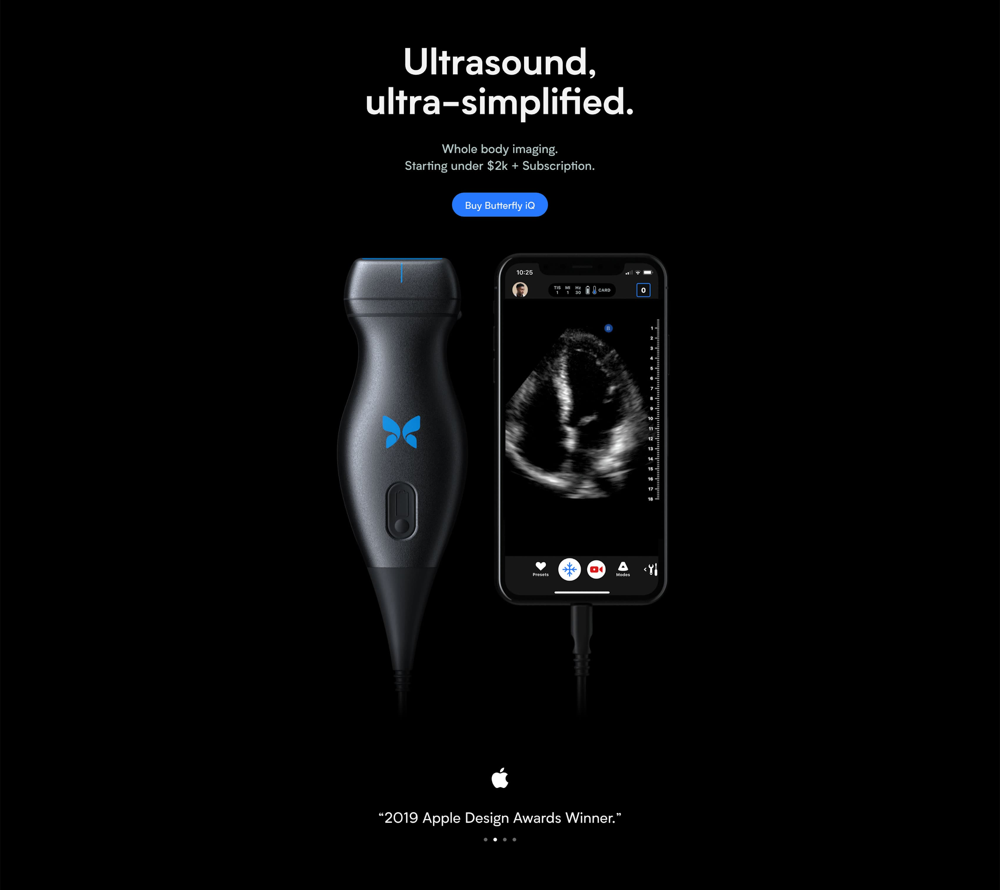 Ultrasound,
ultra-simplified.
Whole body imaging.
Starting under $2k + Subscription.
Buy Butterfly iQ
10:25
TIS MI Hz CARD
1 1 30
0
B
1
2
3
4
5
6
7
8
9
10
11
12
13
14
15
16
17
18
Presets
Modes
“2019 Apple Design Awards Winner.”